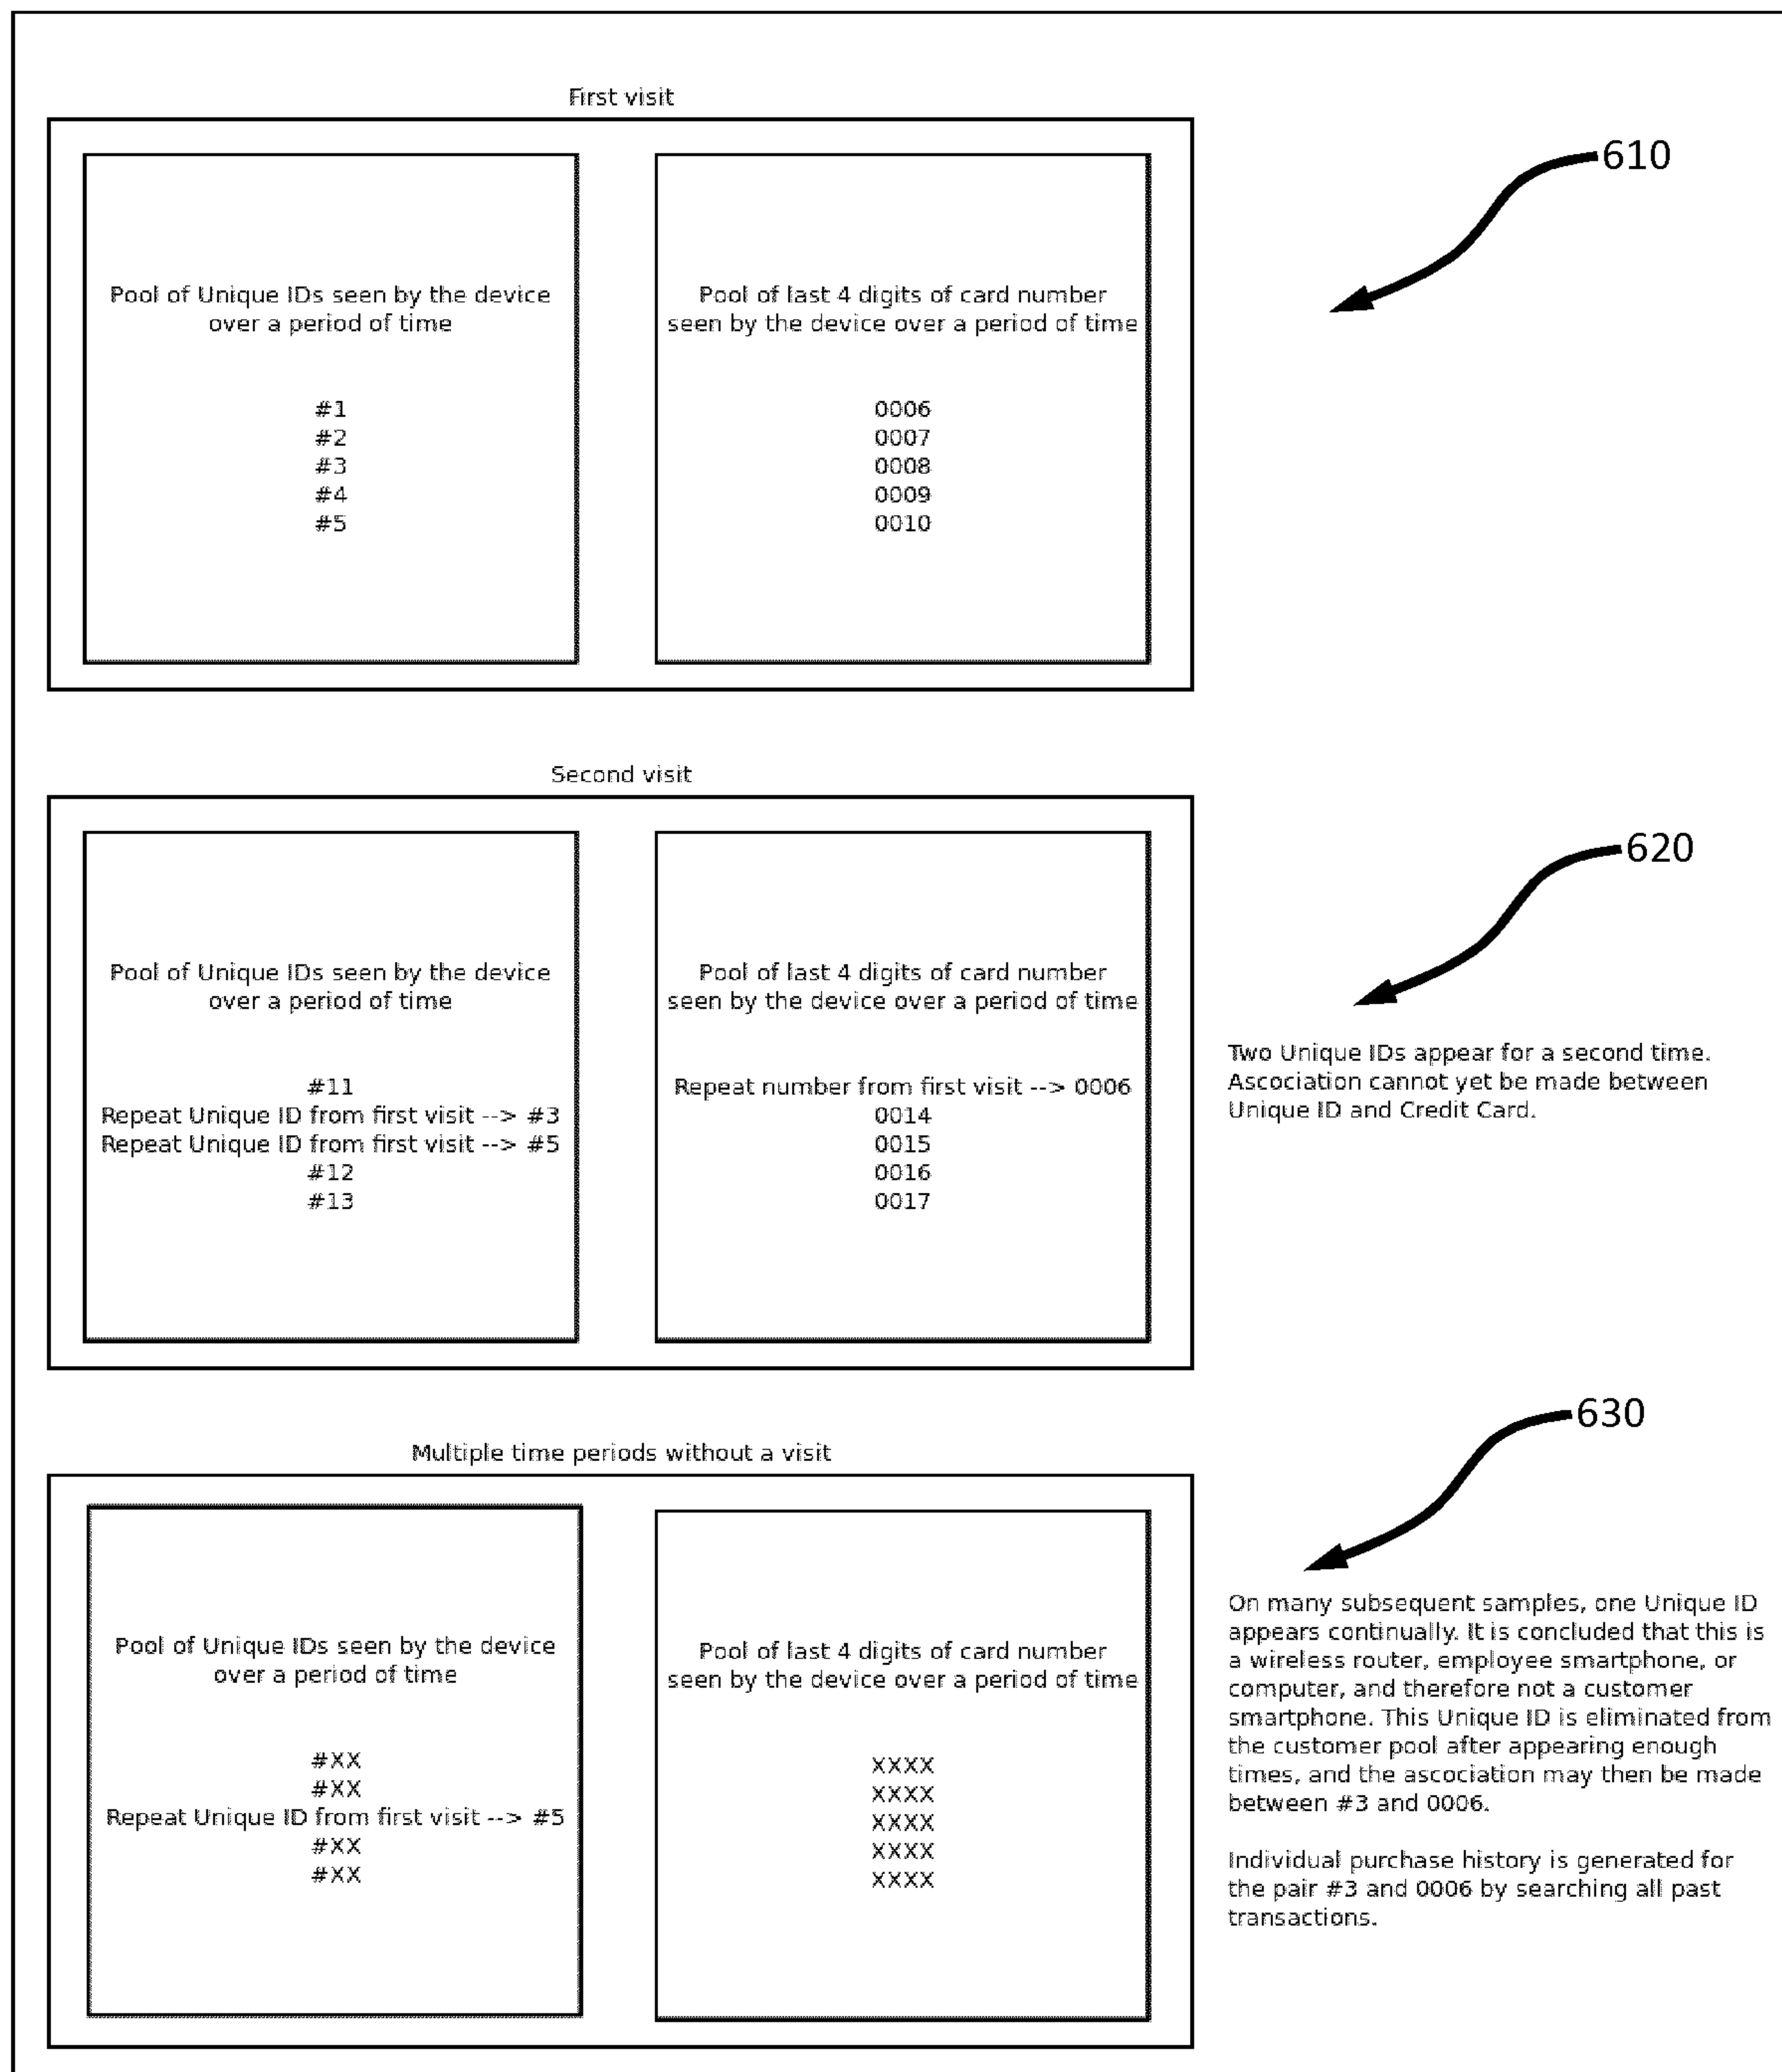 First visit
610
Pool of Unique IDs seen by the device
over a period of time
#1
#2
#3
#4
#5
Pool of last 4 digits of card number
seen by the device over a period of time
0006
0007
0008
0009
0010
Second visit
620
Pool of Unique IDs seen by the device
over a period of time
#11
Repeat Unique ID from first visit --> #3
Repeat Unique ID from first visit --> #5
#12
#13
Pool of last 4 digits of card number
seen by the device over a period of time
Repeat number from first visit --> 0006
0014
0015
0016
0017
Two Unique IDs appear for a second time.
Ascociation cannot yet be made between
Unique ID and Credit Card.
Multiple time periods without a visit
630
Pool of Unique IDs seen by the device
over a period of time
#XX
#XX
Repeat Unique ID from first visit --> #5
#XX
#XX
Pool of last 4 digits of card number
seen by the device over a period of time
XXXX
XXXX
XXXX
XXXX
XXXX
On many subsequent samples, one Unique ID
appears continually. It is concluded that this is
a wireless router, employee smartphone, or
computer, and therefore not a customer
smartphone. This Unique ID is eliminated from
the customer pool after appearing enough
times, and the ascociation may then be made
between #3 and 0006.
Individual purchase history is generated for
the pair #3 and 0006 by searching all past
transactions.